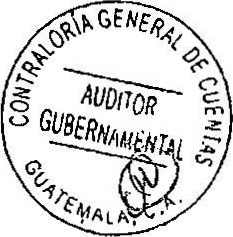 CONTRALORÍA GENERAL DE CUENTAS
AUDITOR
GUBERNAMENTAL
GUATEMALA, C.A.